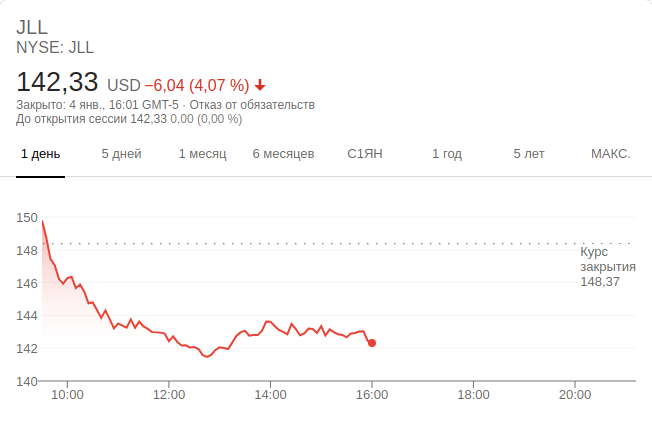 JLL
NYSE: JLL
142,33 USD −6,04 (4,07 %)
Закрыто: 4 янв., 16:01 GMT-5 · Отказ от обязательств
До открытия сессии 142,33 0,00 (0,00 %)
1 день 5 дней 1 месяц 6 месяцев С1ЯН 1 год 5 лет МАКС.
150
148
Курс
закрытия
146
148,37
144
142
140
10:00 12:00 14:00 16:00 18:00 20:00